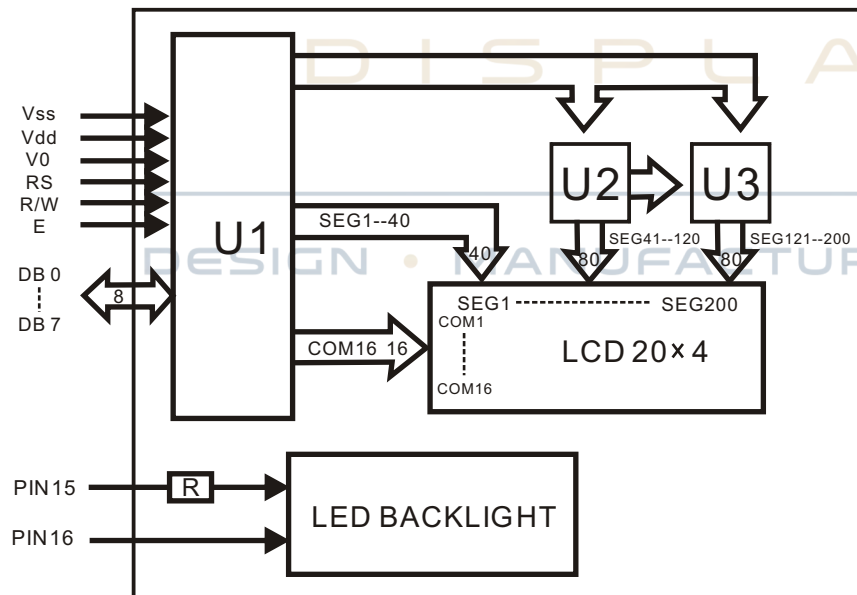 DISPLA
Vss
Vdd
V0
RS
R/W
E
U1
U2
U3
SEG1--40
SEG41--120
SEG121--200
40
80
80
DESIGN • MANUFACTUR
DB 0
8
DB 7
SEG1
SEG200
COM1
COM16 16
LCD 20×4
COM16
PIN15
R
LED BACKLIGHT
PIN16